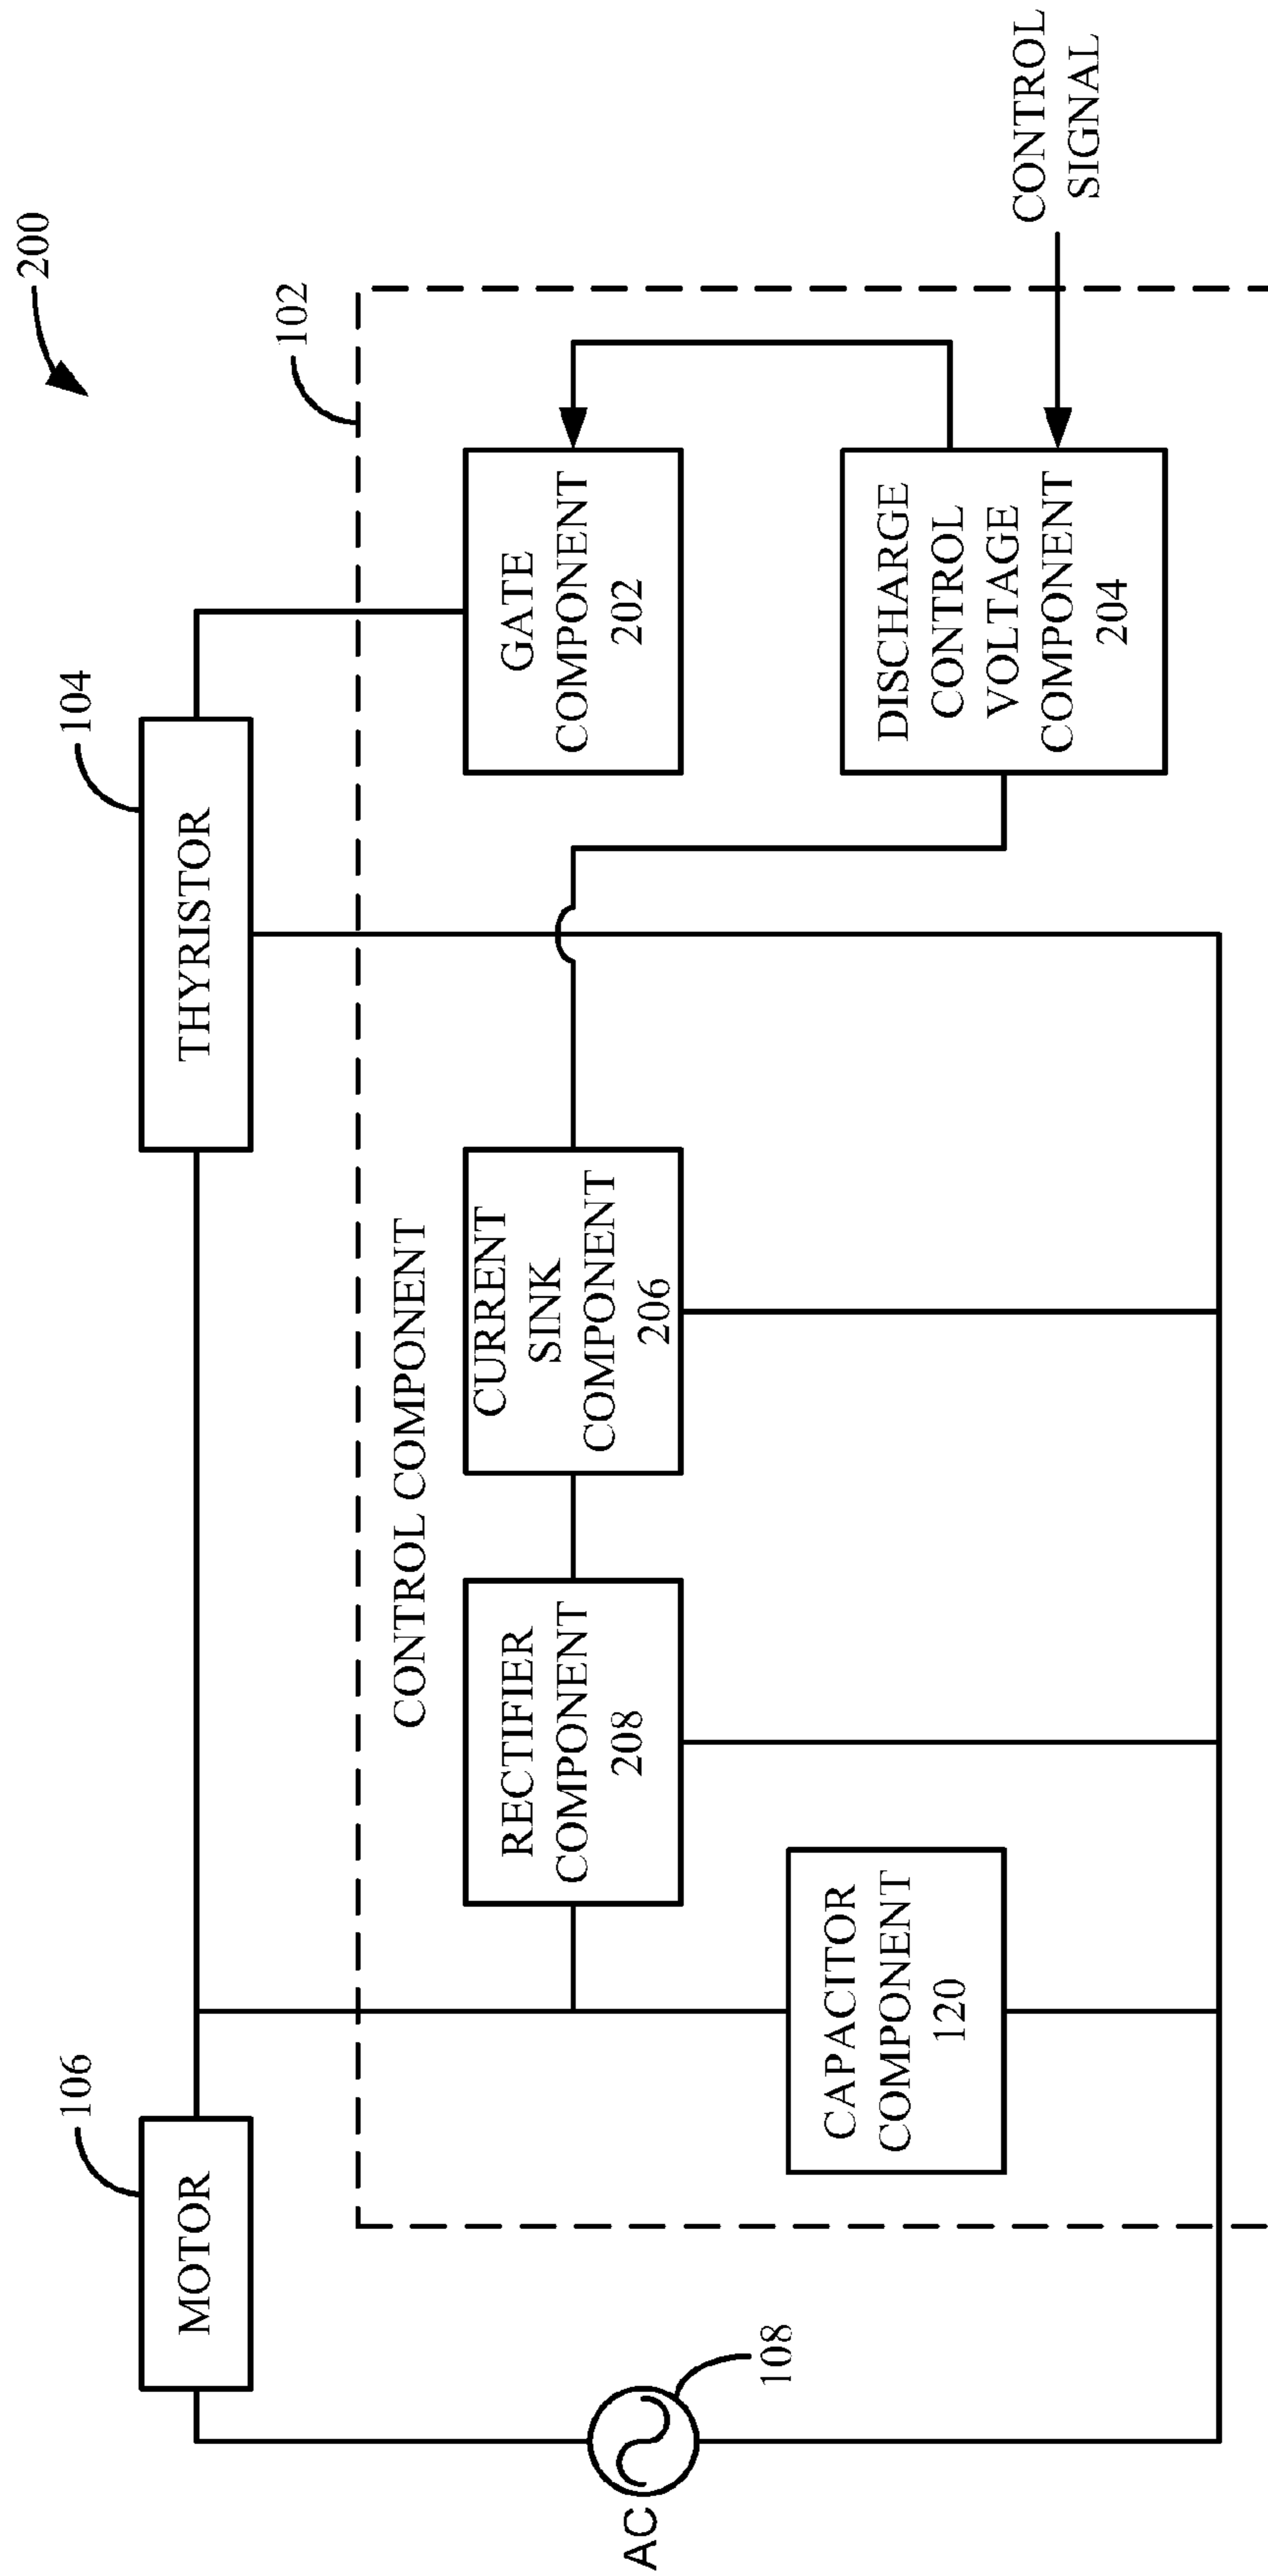 200
106
MOTOR
104
THYRISTOR
102
CONTROL COMPONENT
RECTIFIER
COMPONENT
208
CURRENT
SINK
COMPONENT
206
GATE
COMPONENT
202
AC
108
CAPACITOR
COMPONENT
120
DISCHARGE
CONTROL
VOLTAGE
COMPONENT
204
CONTROL
SIGNAL